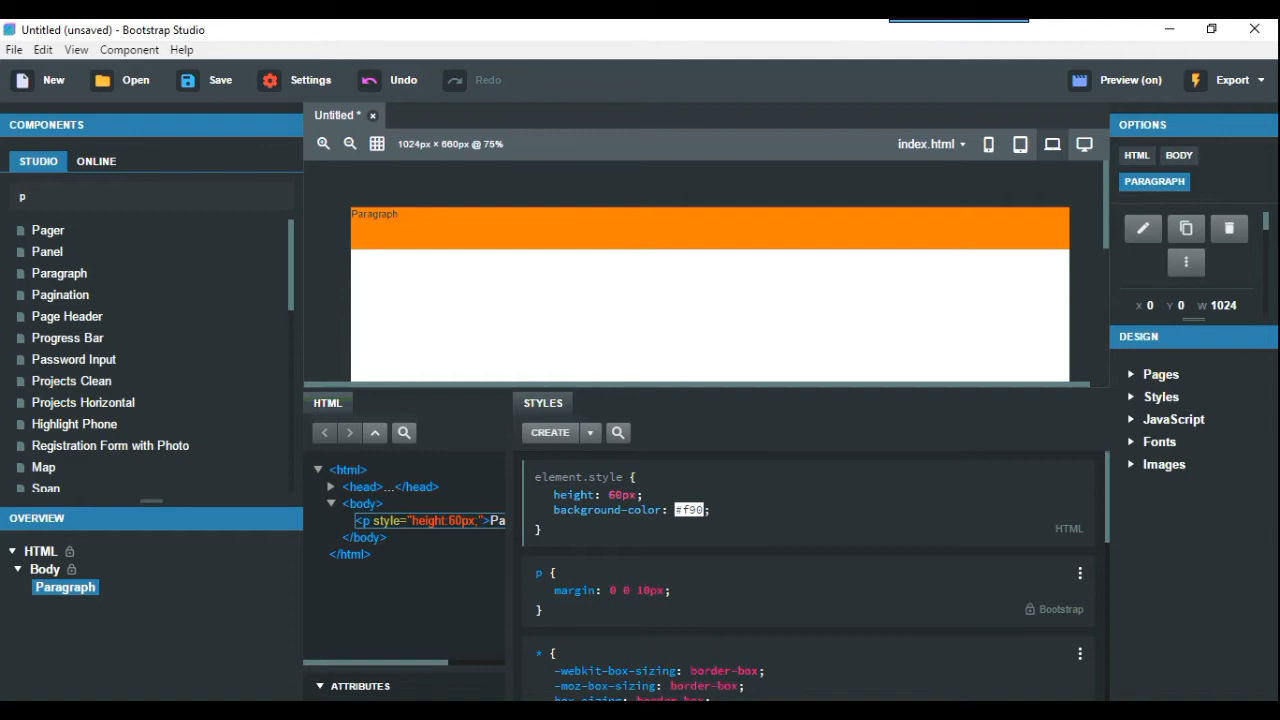 Untitled (unsaved) - Bootstrap Studio
File Edit View Component Help
New Open Save Settings Undo Redo Preview (on) Export
COMPONENTS
STUDIO ONLINE
p
Pager
Panel
Paragraph
Pagination
Page Header
Progress Bar
Password Input
Projects Clean
Projects Horizontal
Highlight Phone
Registration Form with Photo
Map
Span
OVERVIEW
HTML
Body
Paragraph
Untitled *
1024px × 660px @ 75%
index.html
Paragraph
HTML
<html>
<head>...</head>
<body>
<p style="height:60px;">Pa
</body>
</html>
ATTRIBUTES
STYLES
CREATE
element.style {
height: 60px;
background-color: #f90;
}
HTML
p {
margin: 0 0 10px;
}
Bootstrap
* {
-webkit-box-sizing: border-box;
-moz-box-sizing: border-box;
box-sizing: border-box;
OPTIONS
HTML BODY
PARAGRAPH
X 0 Y 0 W 1024
DESIGN
Pages
Styles
JavaScript
Fonts
Images